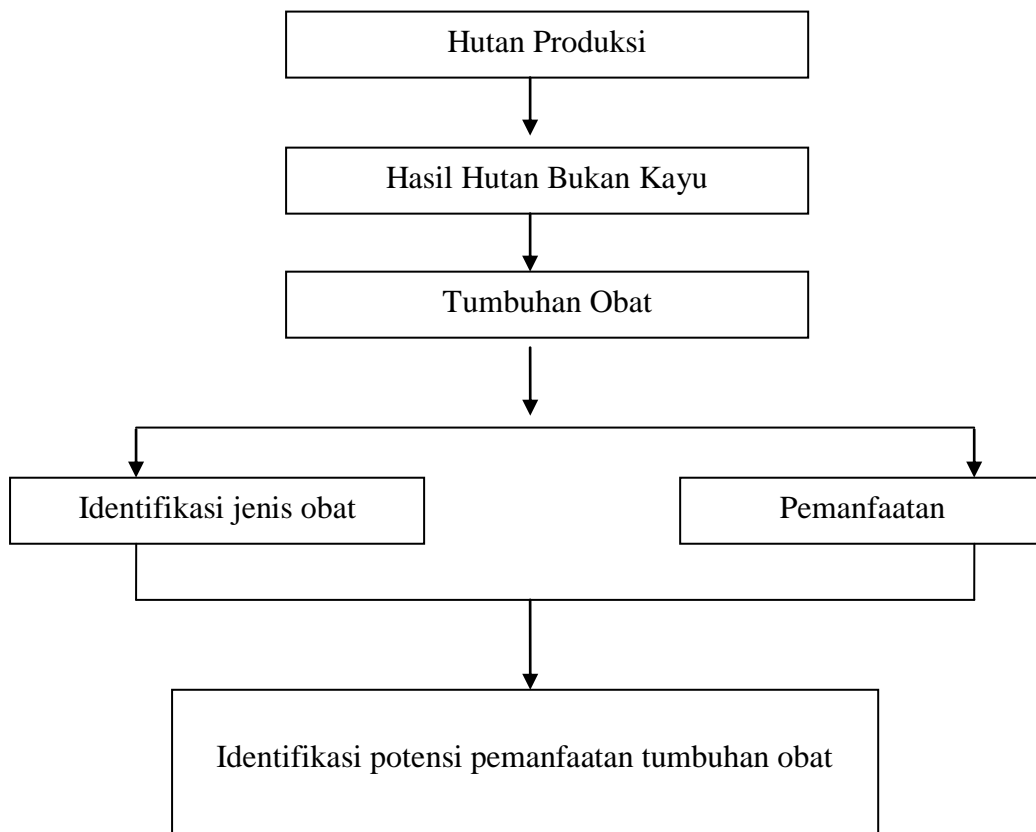 Hutan Produksi
Hasil Hutan Bukan Kayu
Tumbuhan Obat
Identifikasi jenis obat
Pemanfaatan
Identifikasi potensi pemanfaatan tumbuhan obat